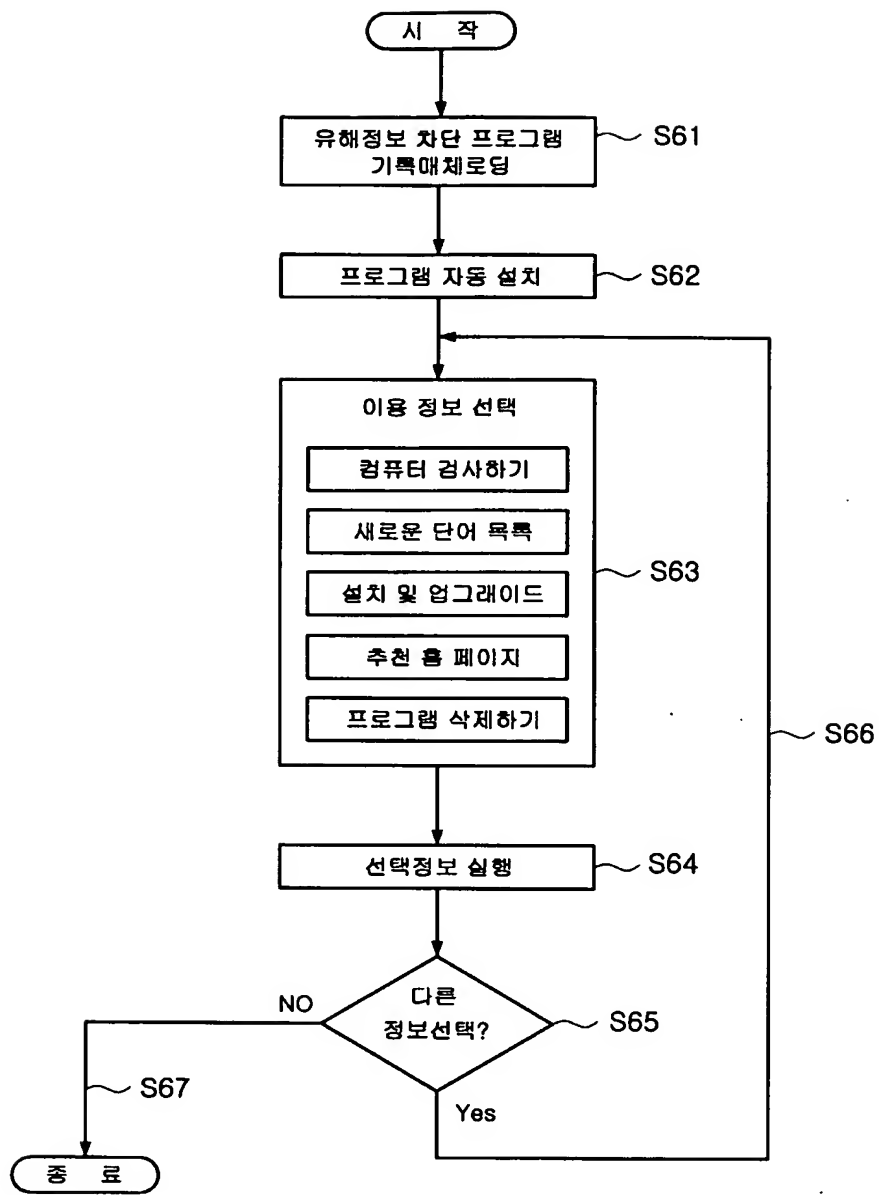 시 작
유해정보 차단 프로그램
기록매체로딩
S61
프로그램 자동 설치
S62
이용 정보 선택
컴퓨터 검사하기
새로운 단어 목록
설치 및 업그래이드
추천 홈 페이지
프로그램 삭제하기
S63
S66
선택정보 실행
S64
다른
정보선택?
S65
NO
S67
Yes
종 료